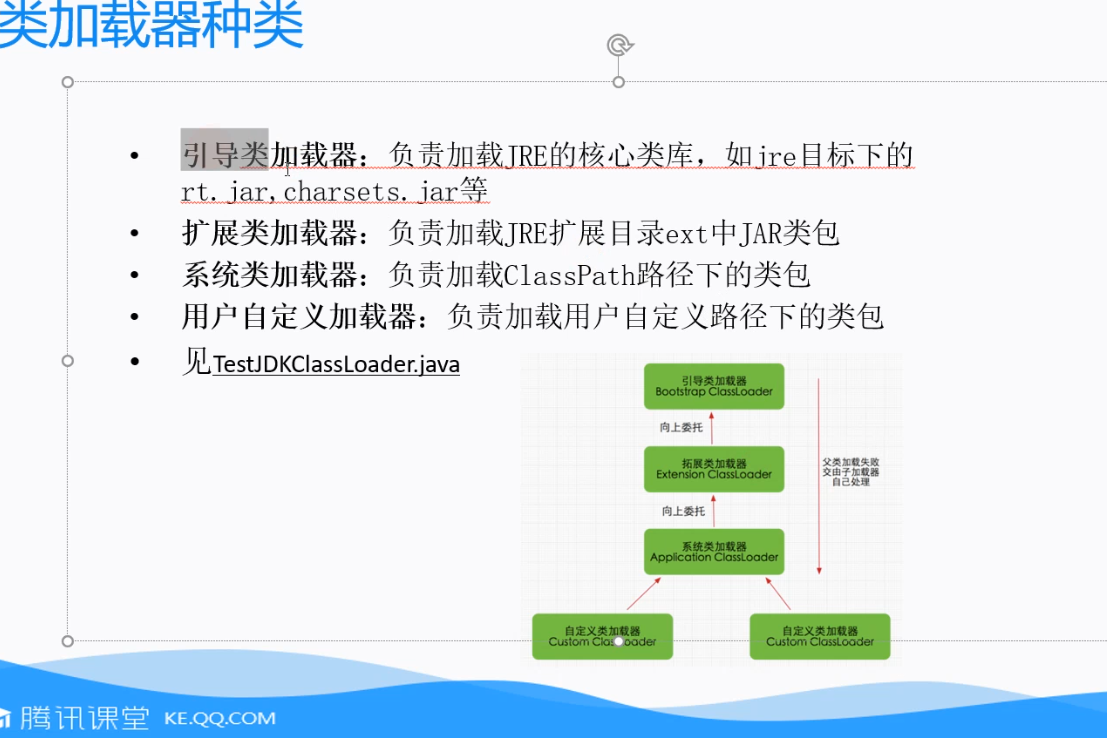 类加载器种类
引导类加载器：负责加载JRE的核心类库，如jre目标下的
rt.jar,charsets.jar等
扩展类加载器：负责加载JRE扩展目录ext中JAR类包
系统类加载器：负责加载ClassPath路径下的类包
用户自定义加载器：负责加载用户自定义路径下的类包
见TestJDKClassLoader.java
引导类加载器
Bootstrap ClassLoader
向上委托
拓展类加载器
Extension ClassLoader
父类加载失败
交由子加载器
自己处理
向上委托
系统类加载器
Application ClassLoader
自定义类加载器
Custom ClassLoader
自定义类加载器
Custom ClassLoader
腾讯课堂 KE.QQ.COM